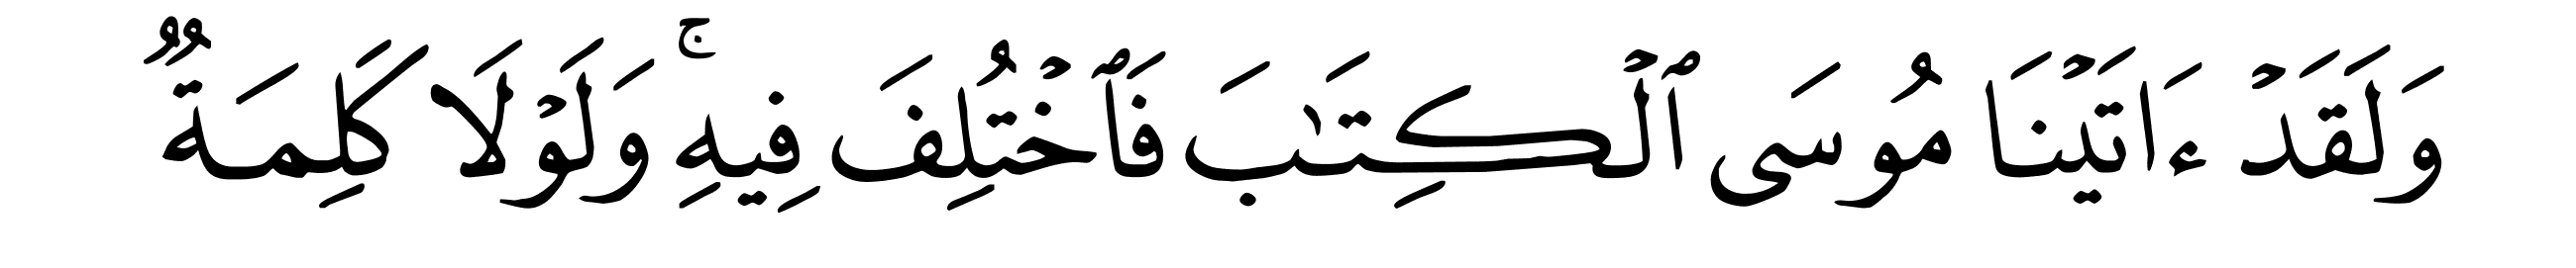 وَلَقَدْ ءَاتَيْنَا مُوسَى ٱلْكِتَٰبَ فَٱخْتُلِفَ فِيهِ ۚ وَلَوْلَا كَلِمَةٌ